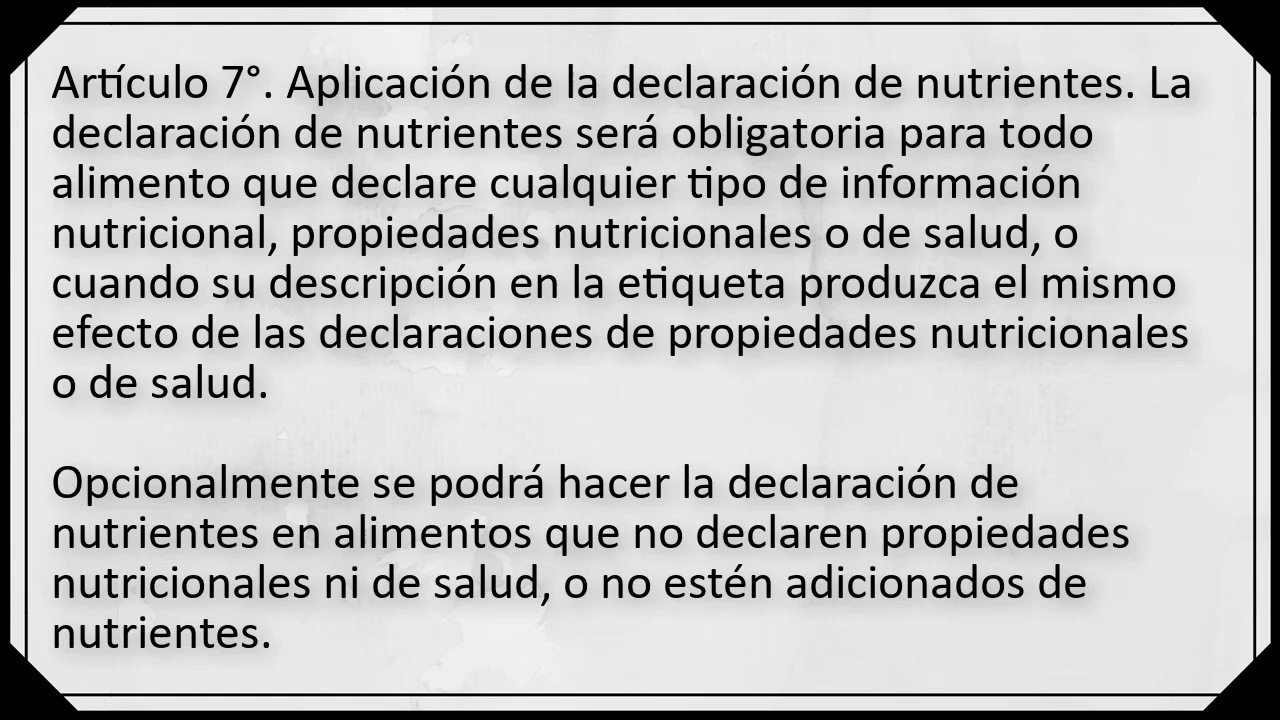 Artículo 7°. Aplicación de la declaración de nutrientes. La
declaración de nutrientes será obligatoria para todo
alimento que declare cualquier tipo de información
nutricional, propiedades nutricionales o de salud, o
cuando su descripción en la etiqueta produzca el mismo
efecto de las declaraciones de propiedades nutricionales
o de salud.
Opcionalmente se podrá hacer la declaración de
nutrientes en alimentos que no declaren propiedades
nutricionales ni de salud, o no estén adicionados de
nutrientes.